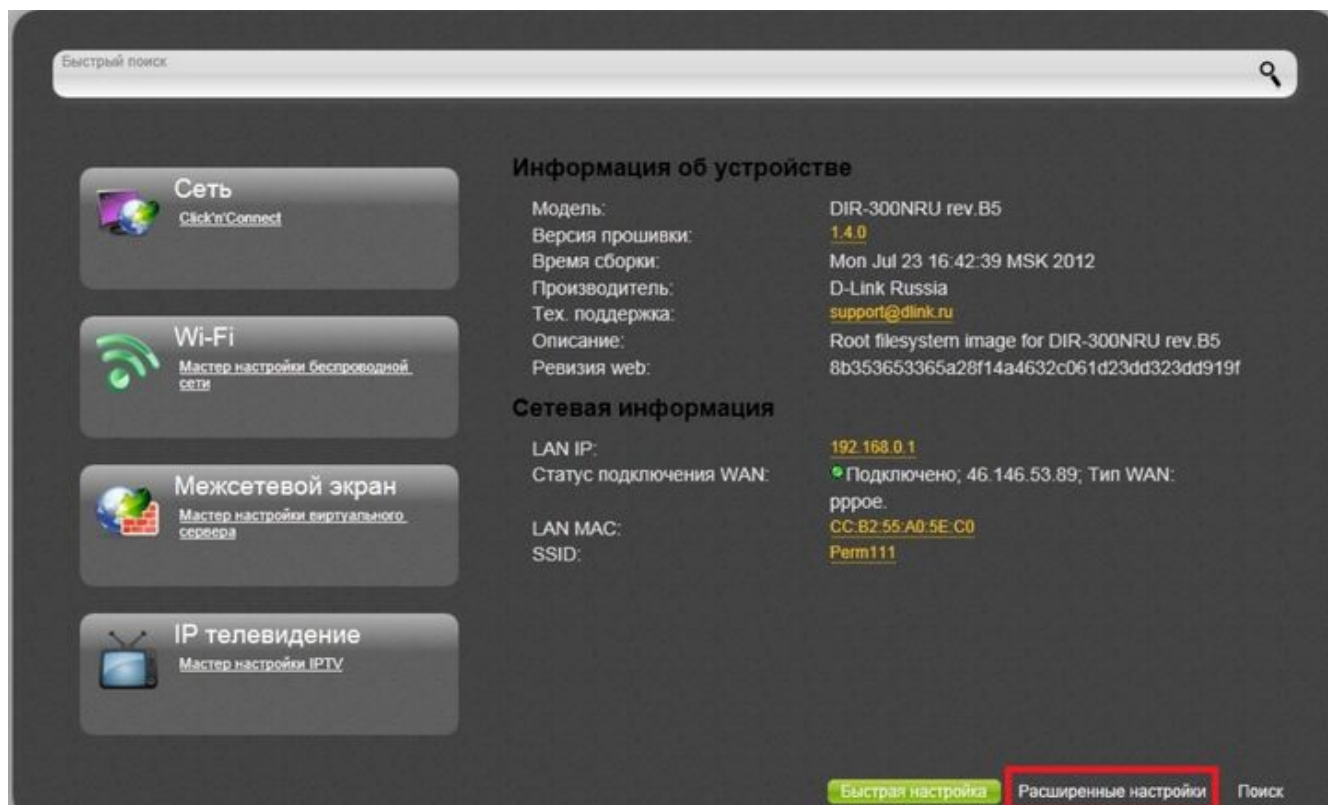 Быстрый поиск
Сеть
Click'n'Connect
Wi-Fi
Мастер настройки беспроводной
сети
Межсетевой экран
Мастер настройки виртуального
сервера
IP телевидение
Мастер настройки IPTV
Информация об устройстве
Модель: DIR-300NRU rev.B5
Версия прошивки: 1.4.0
Время сборки: Mon Jul 23 16:42:39 MSK 2012
Производитель: D-Link Russia
Тех. поддержка: support@dlink.ru
Описание: Root filesystem image for DIR-300NRU rev.B5
Ревизия web: 8b353653365a28f14a4632c061d23dd323dd919f
Сетевая информация
LAN IP: 192.168.0.1
Статус подключения WAN: Подключено; 46.146.53.89; Тип WAN:
pppoe.
LAN MAC: CC:B2:55:A0:5E:C0
SSID: Perm111
Быстрая настройка Расширенные настройки Поиск